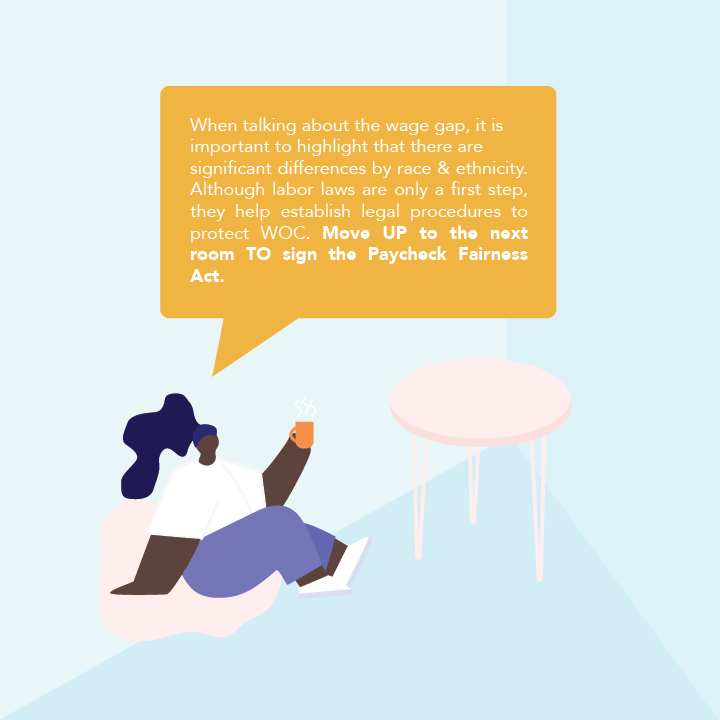 When talking about the wage gap, it is
important to highlight that there are
significant differences by race & ethnicity.
Although labor laws are only a first step,
they help establish legal procedures to
protect WOC. Move UP to the next
room TO sign the Paycheck Fairness
Act.